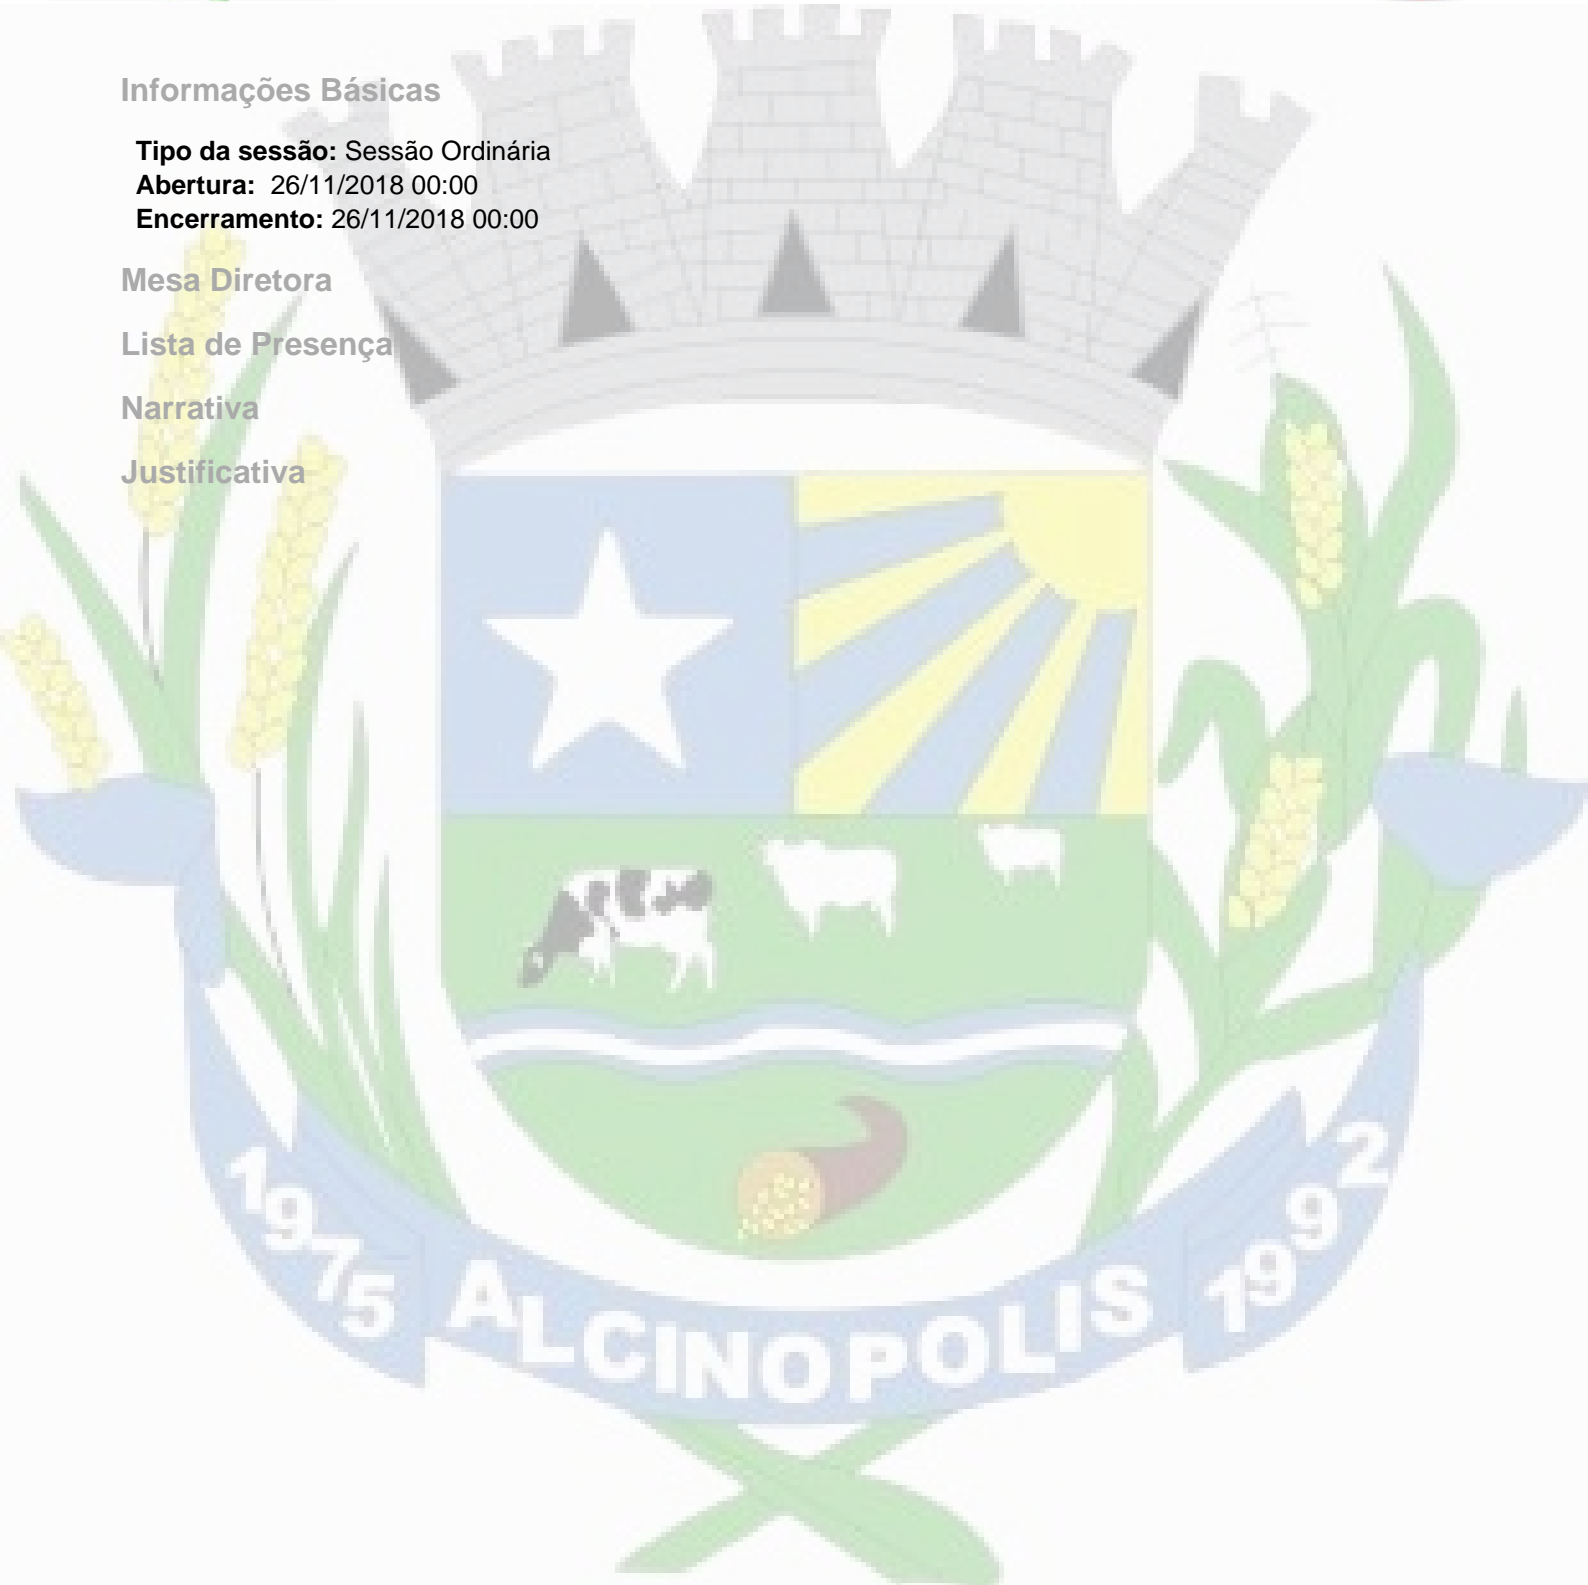 Informações Básicas
Tipo da sessão: Sessão Ordinária
Abertura: 26/11/2018 00:00
Encerramento: 26/11/2018 00:00
Mesa Diretora
Lista de Presença
Narrativa
Justificativa
1975 ALCINOPOLIS 1992